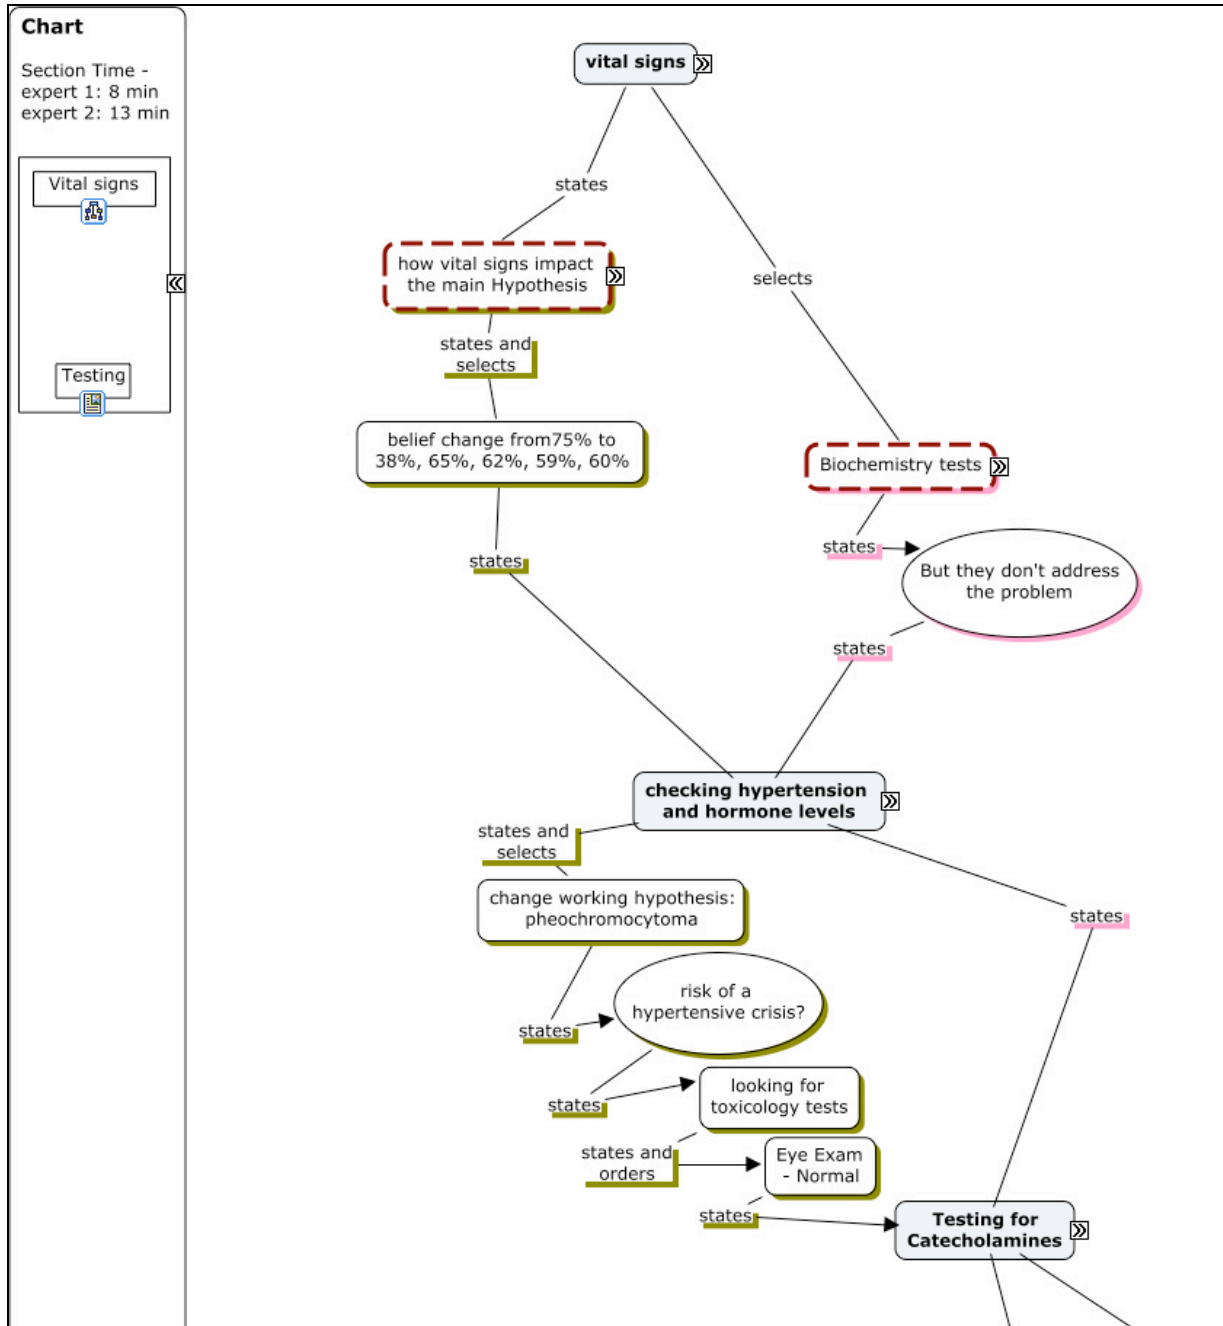 Chart
Section Time -
expert 1: 8 min
expert 2: 13 min
Vital signs
Testing
vital signs
states
selects
how vital signs impact
the main Hypothesis
states and
selects
belief change from75% to
38%, 65%, 62%, 59%, 60%
states
Biochemistry tests
states
But they don't address
the problem
states
checking hypertension
and hormone levels
states and
selects
change working hypothesis:
pheochromocytoma
states
risk of a
hypertensive crisis?
states
looking for
toxicology tests
states and
orders
Eye Exam
- Normal
states
states
Testing for
Catecholamines